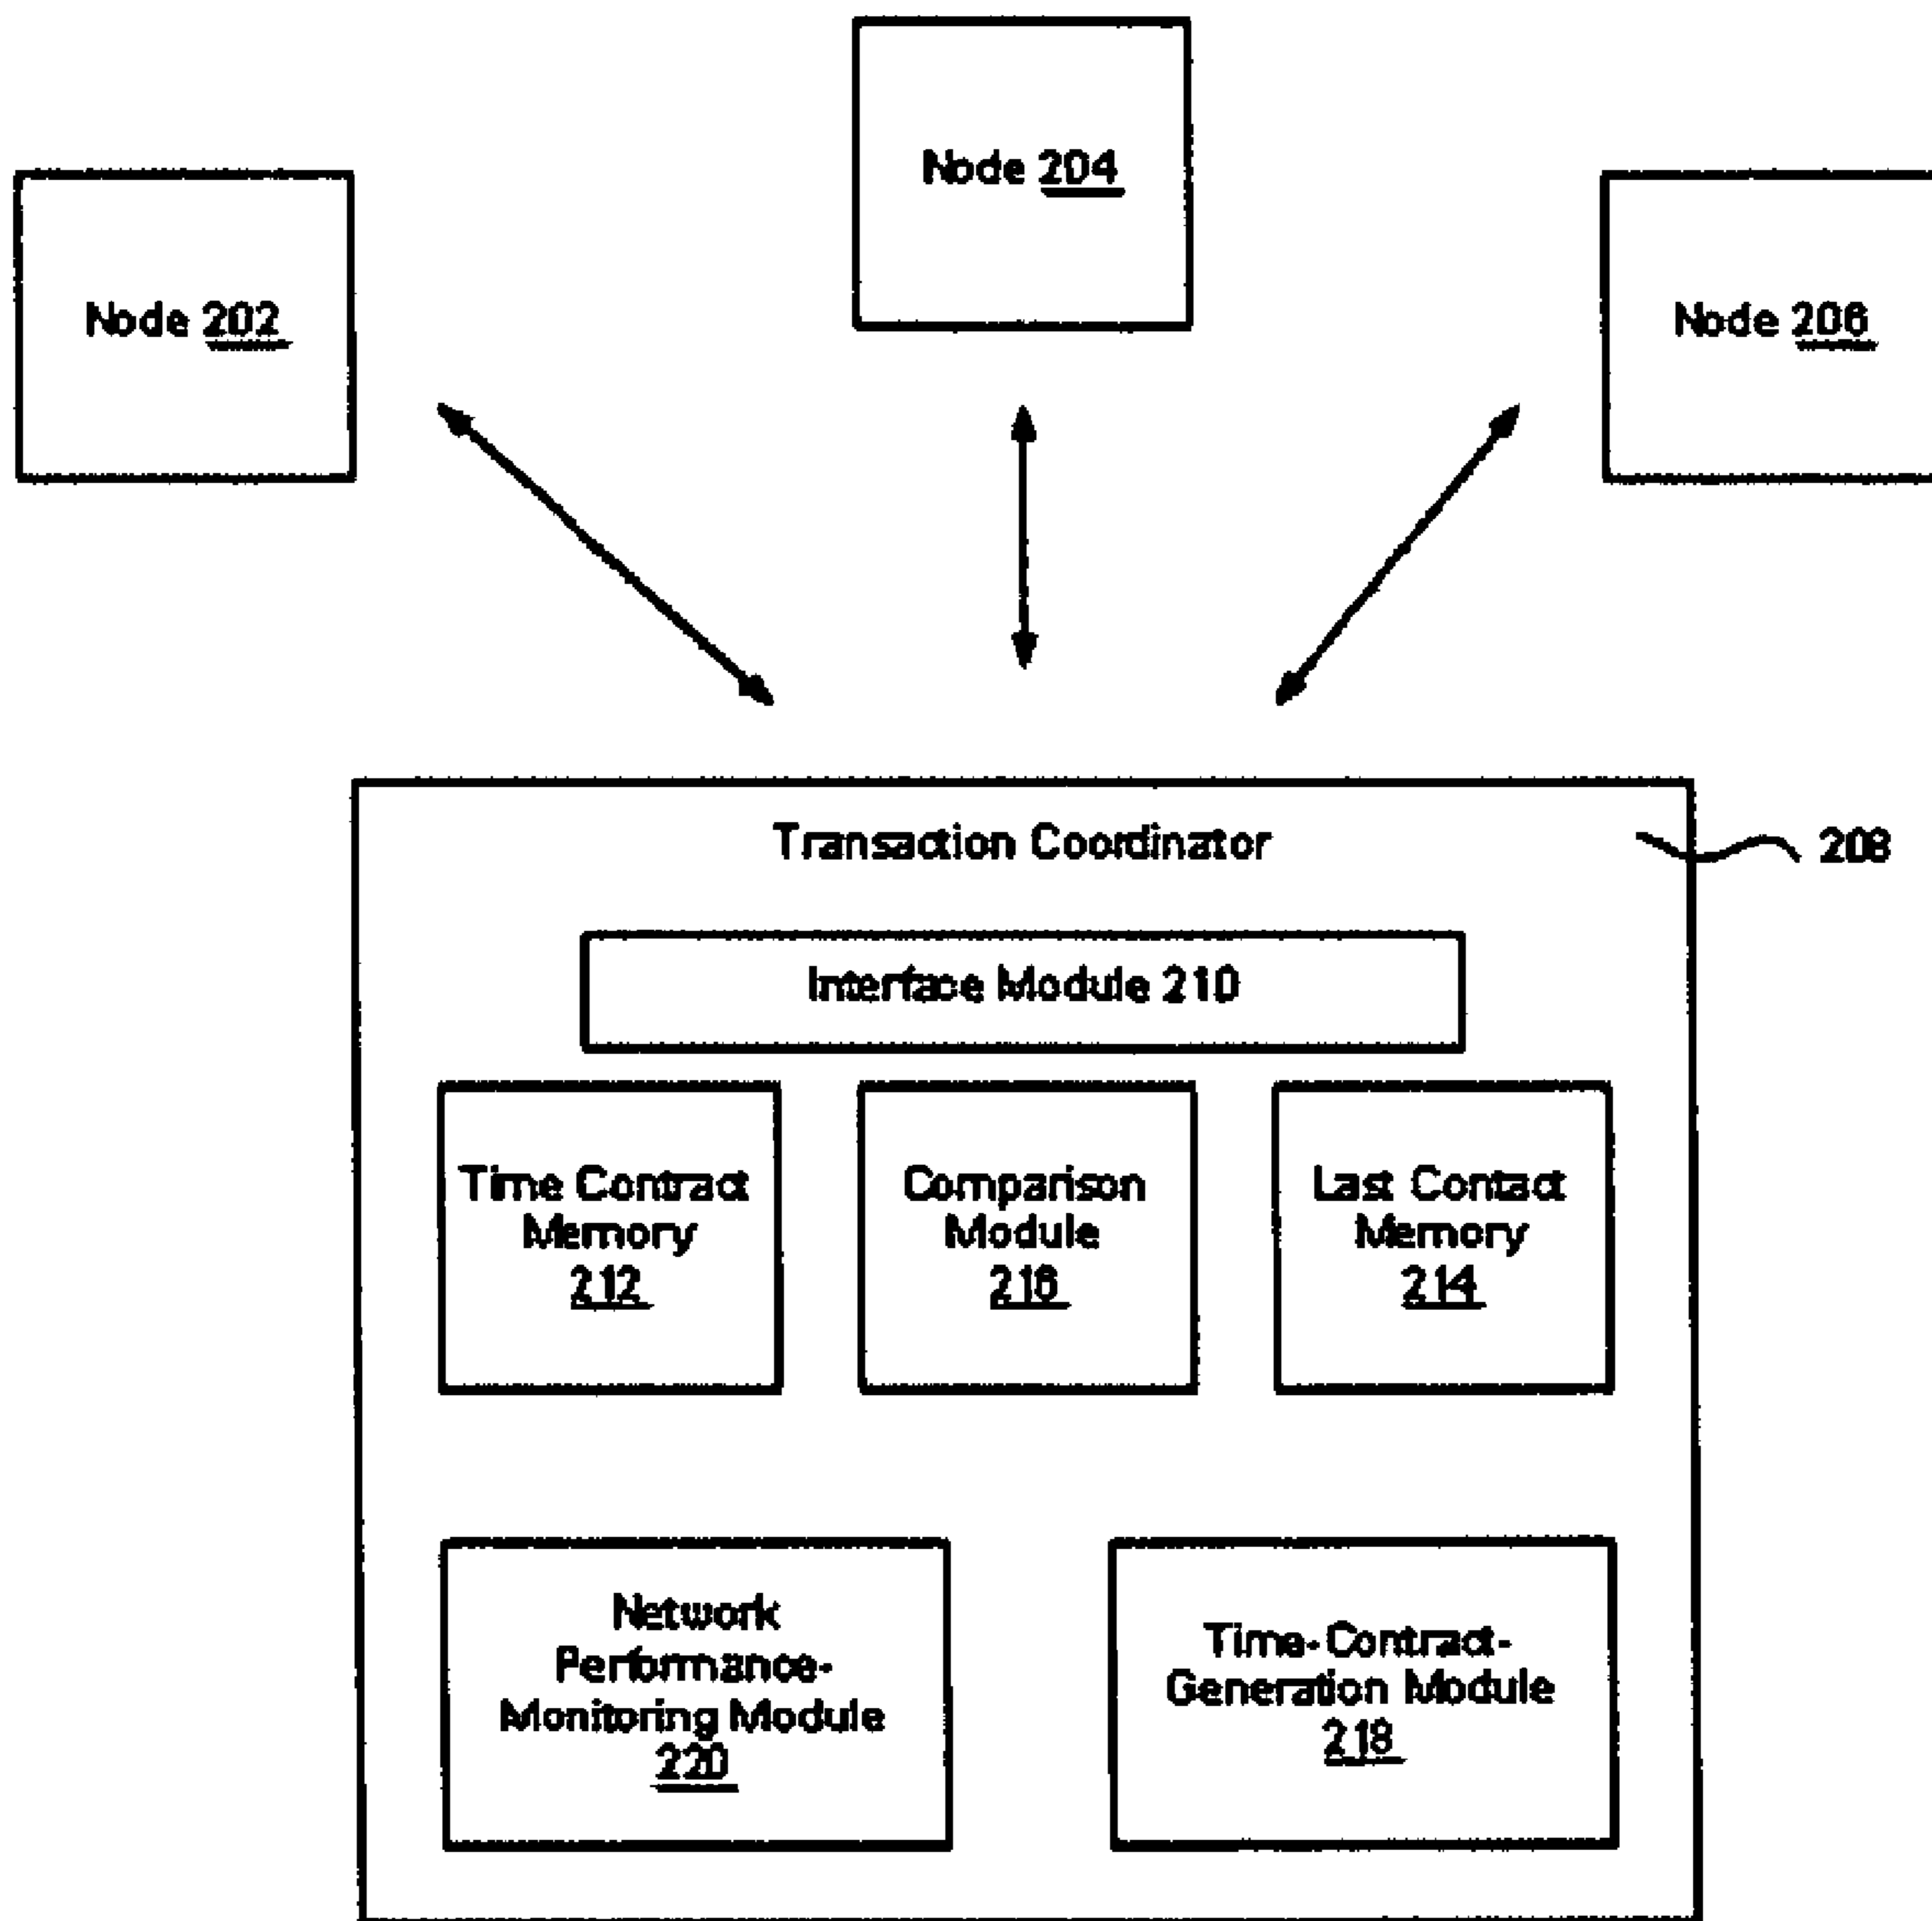 Node 204
Node 202
Node 206
Transaction Coordinator
208
Interface Module 210
Time Contract
Memory
212
Comparison
Module
216
Last Contact
Memory
214
Network
Performance-
Monitoring Module
220
Time-Contract-
Generation Module
218